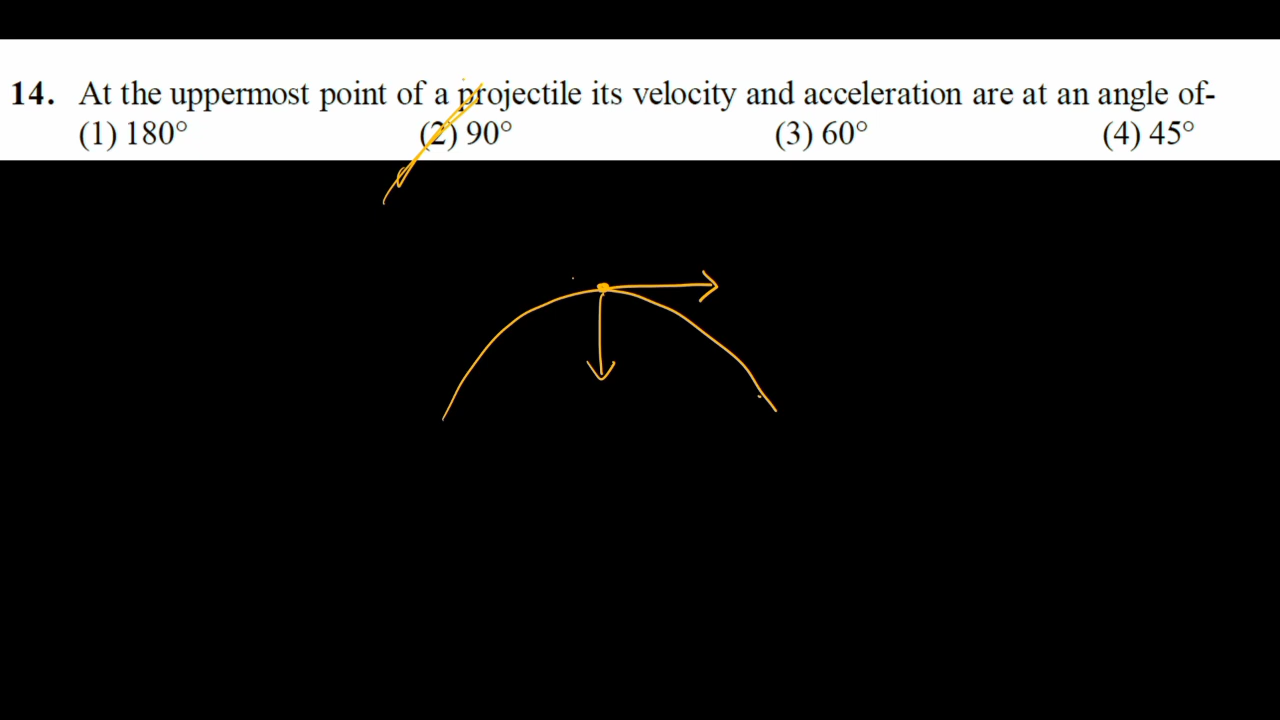 14. At the uppermost point of a projectile its velocity and acceleration are at an angle of-
(1) 180° (2) 90° (3) 60° (4) 45°